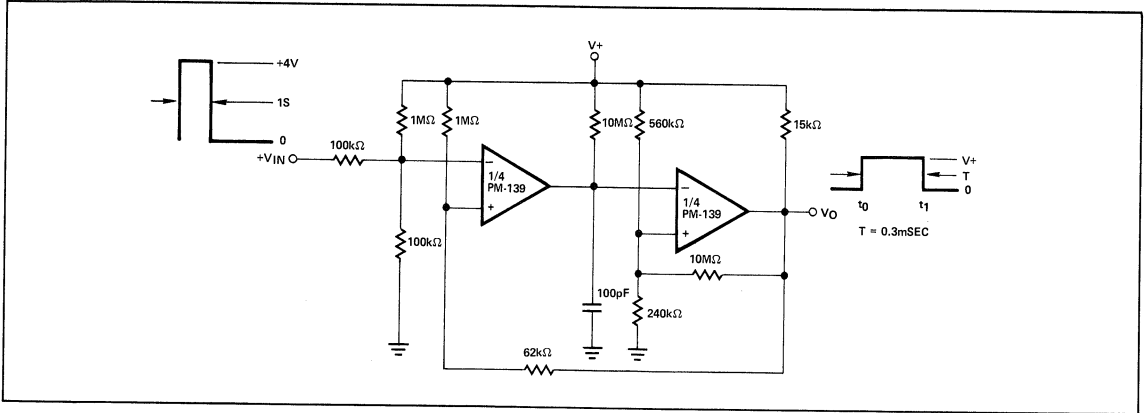 V+
+4V
1S
0
+VIN
100kΩ
1MΩ
1MΩ
10MΩ
560kΩ
15kΩ
−
1/4
PM-139
+
−
1/4
PM-139
+
VO
V+
T
0
t0
t1
T = 0.3mSEC
100kΩ
10MΩ
100pF
240kΩ
62kΩ